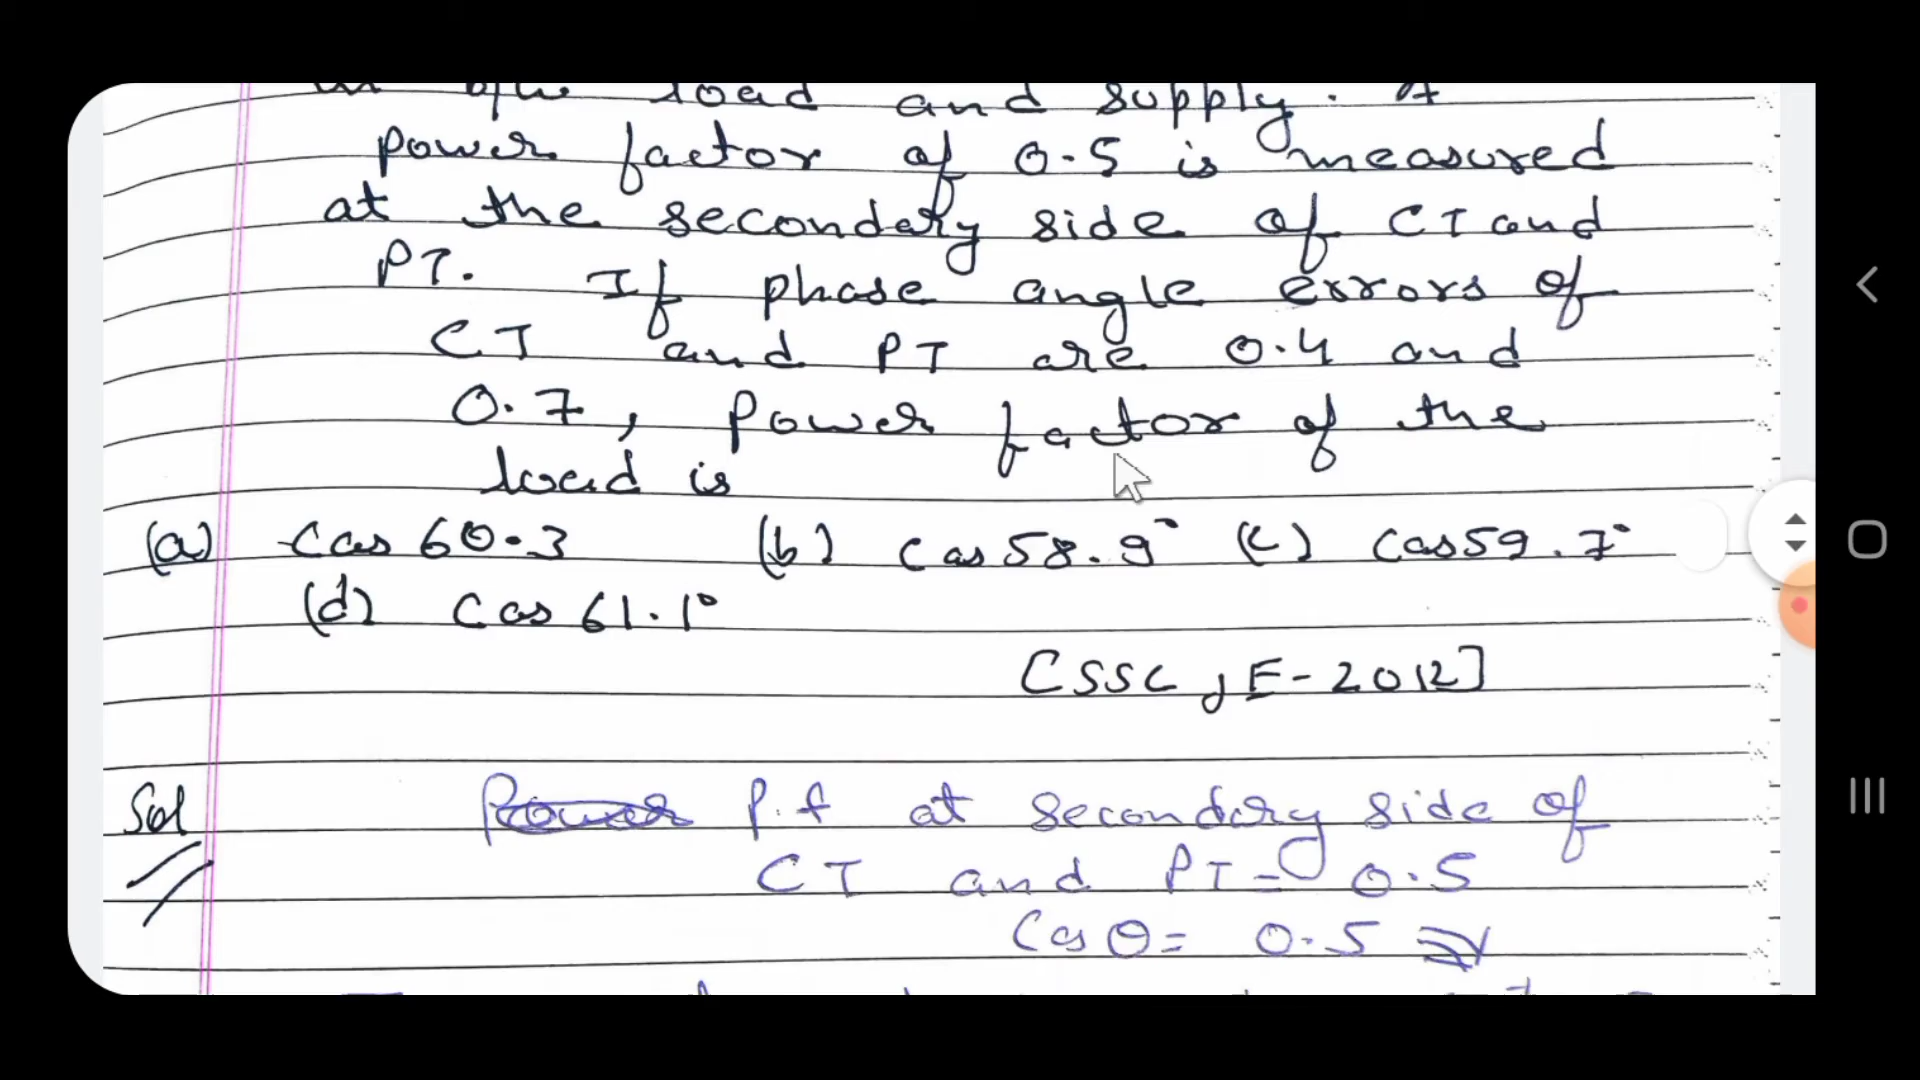 load and supply. A
power factor of 0.5 is measured
at the secondary side of CT and
PT. If phase angle errors of
CT and PT are 0.4 and
0.7, Power factor of the
load is
(a) Cos 60.3 (b) Cos 58.9° (c) Cos 59.7°
(d) Cos 61.1°
[SSC JE-2012]
Sol P.f at secondary side of
CT and PT = 0.5
Cos θ = 0.5 ⇒